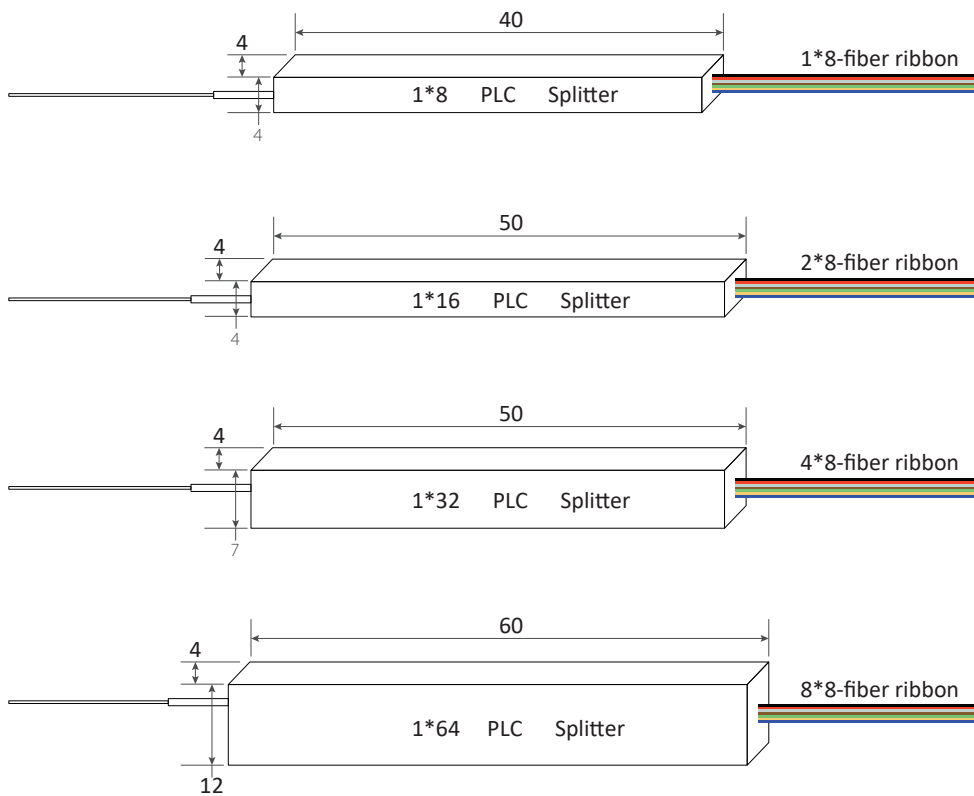 40
4
1*8-fiber ribbon
1*8 PLC Splitter
4
50
4
2*8-fiber ribbon
1*16 PLC Splitter
4
50
4
4*8-fiber ribbon
1*32 PLC Splitter
7
60
4
8*8-fiber ribbon
1*64 PLC Splitter
12